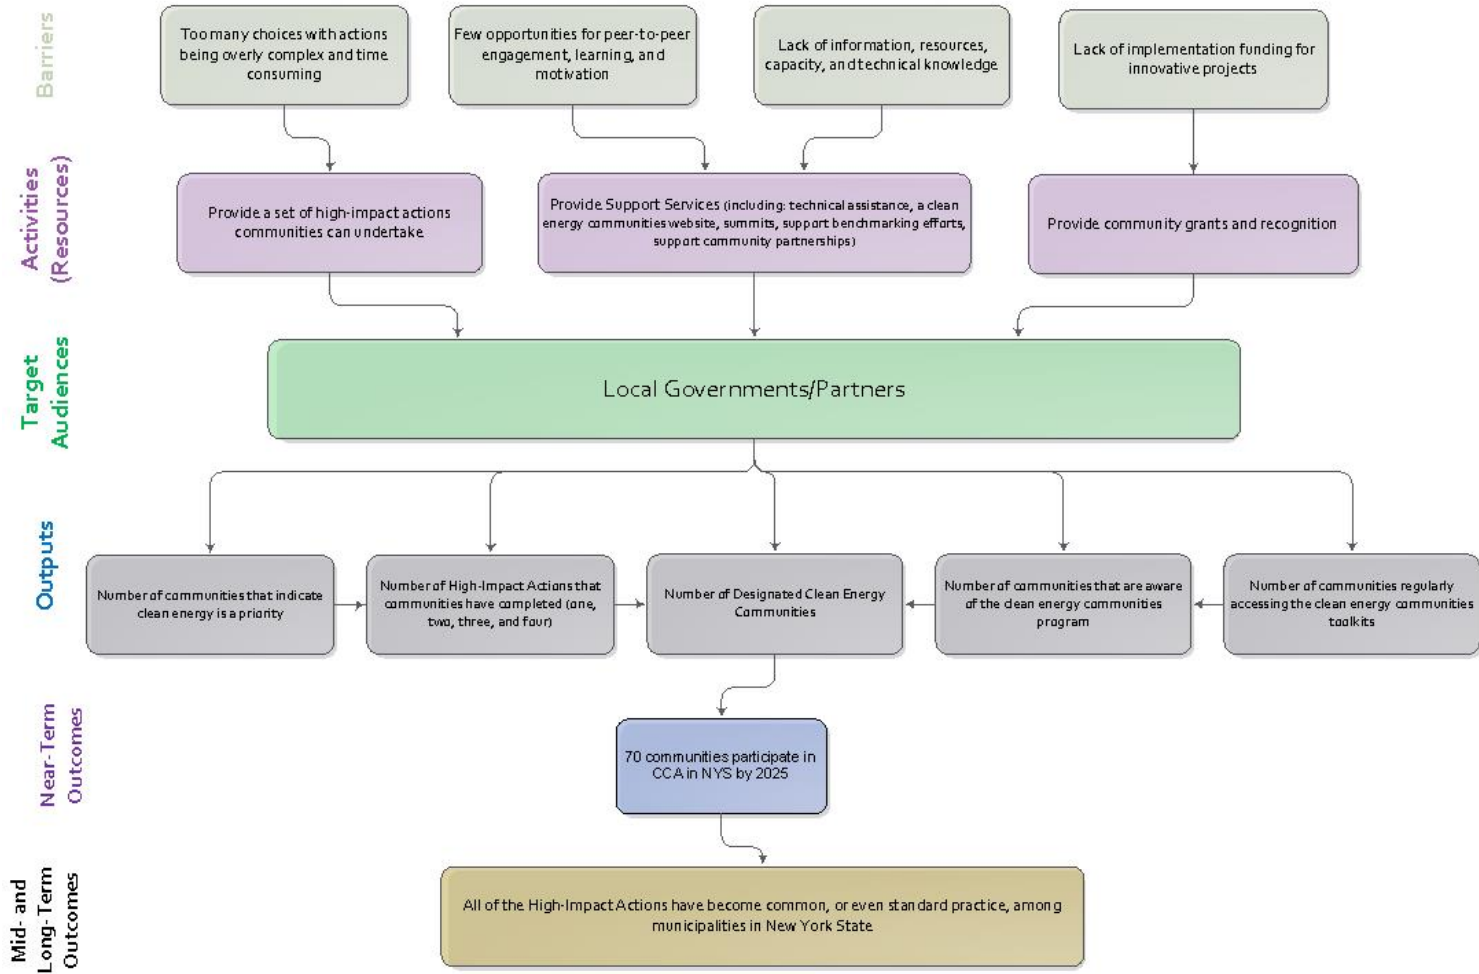 Barriers
Too many choices with actions
being overly complex and time
consuming
Few opportunities for peer-to-peer
engagement, learning, and
motivation
Lack of information, resources,
capacity, and technical knowledge
Lack of implementation funding for
innovative projects
Activities
(Resources)
Provide a set of high-impact actions
communities can undertake
Provide Support Services (including: technical assistance, a clean
energy communities website, summits, support benchmarking efforts,
support community partnerships)
Provide community grants and recognition
Target
Audiences
Local Governments/Partners
Outputs
Number of communities that indicate
clean energy is a priority
Number of High-Impact Actions that
communities have completed (one,
two, three, and four)
Number of Designated Clean Energy
Communities
Number of communities that are aware
of the clean energy communities
program
Number of communities regularly
accessing the clean energy communities
toolkits
Near-Term
Outcomes
70 communities participate in
CCA in NYS by 2025
Mid- and
Long-Term
Outcomes
All of the High-Impact Actions have become common, or even standard practice, among
municipalities in New York State